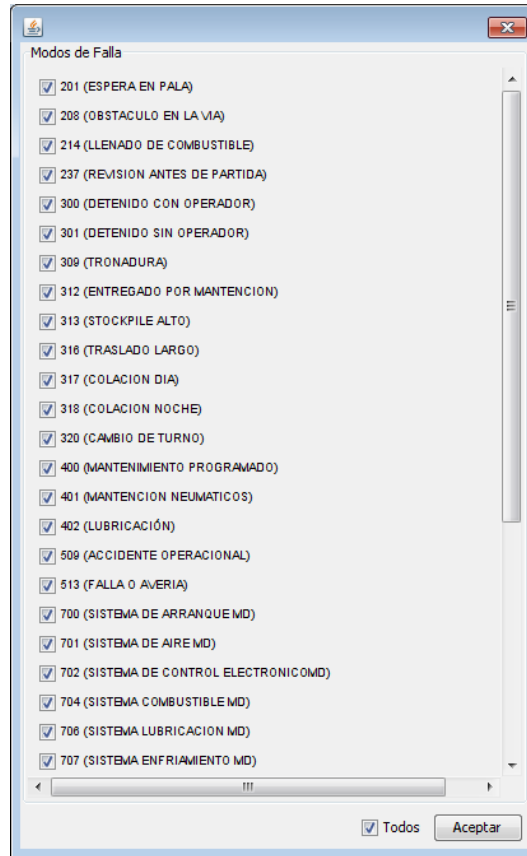 Modos de Falla
201 (ESPERA EN PALA)
208 (OBSTACULO EN LA VIA)
214 (LLENADO DE COMBUSTIBLE)
237 (REVISION ANTES DE PARTIDA)
300 (DETENIDO CON OPERADOR)
301 (DETENIDO SIN OPERADOR)
309 (TRONADURA)
312 (ENTREGADO POR MANTENCION)
313 (STOCKPILE ALTO)
316 (TRASLADO LARGO)
317 (COLACION DIA)
318 (COLACION NOCHE)
320 (CAMBIO DE TURNO)
400 (MANTENIMIENTO PROGRAMADO)
401 (MANTENCION NEUMATICOS)
402 (LUBRICACIÓN)
509 (ACCIDENTE OPERACIONAL)
513 (FALLA O AVERIA)
700 (SISTEMA DE ARRANQUE MD)
701 (SISTEMA DE AIRE MD)
702 (SISTEMA DE CONTROL ELECTRONICOMD)
704 (SISTEMA COMBUSTIBLE MD)
706 (SISTEMA LUBRICACION MD)
707 (SISTEMA ENFRIAMIENTO MD)
Todos Aceptar